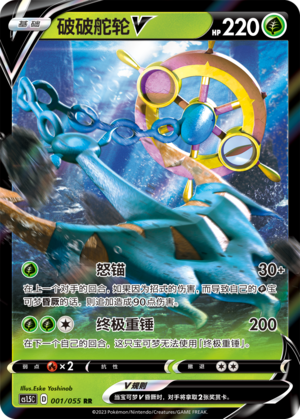 基础 破破舵轮V HP220
怒锚 30+
在上一个对手的回合，如果因为招式的伤害，而导致自己的宝
可梦昏厥的话，则追加造成90点伤害。
终极重锤 200
在下一个自己的回合，这只宝可梦无法使用「终极重锤」。
弱点 ×2 抵抗力 撤退
Illus.Eske Yoshinob
V规则
cs1.5C D 001/055 RR 当宝可梦V昏厥时，对手将拿取2张奖赏卡。
©2023 Pokémon/Nintendo/Creatures/GAME FREAK.